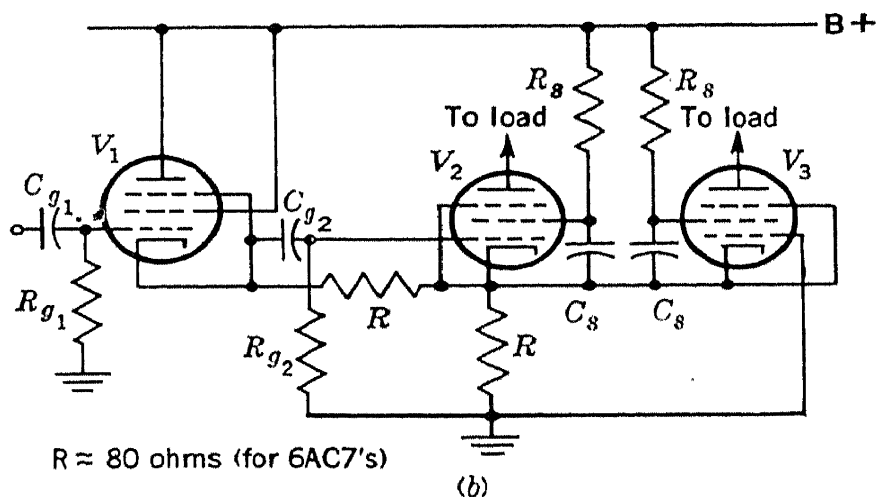 B+
R_s
R_s
To load
To load
V_1
V_2
V_3
C_g1
C_g2
R_g1
R
C_s
C_s
R_g2
R
R ≈ 80 ohms (for 6AC7's)
(b)